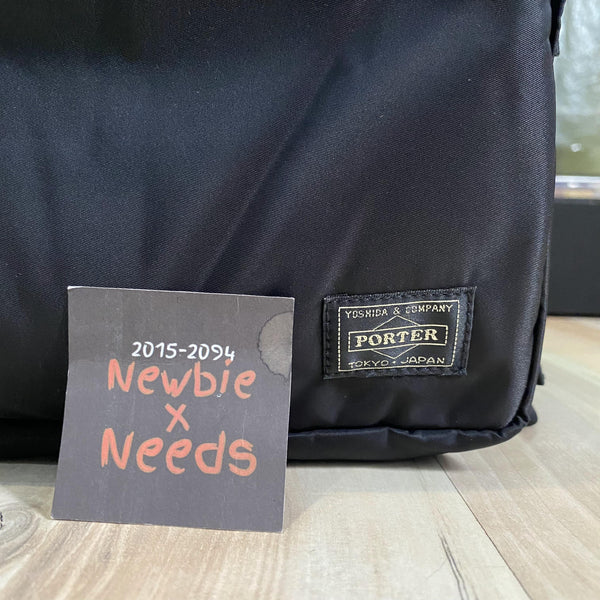 2015-2094
Newbie
x
Needs
YOSHIDA & COMPANY
PORTER
TOKYO · JAPAN